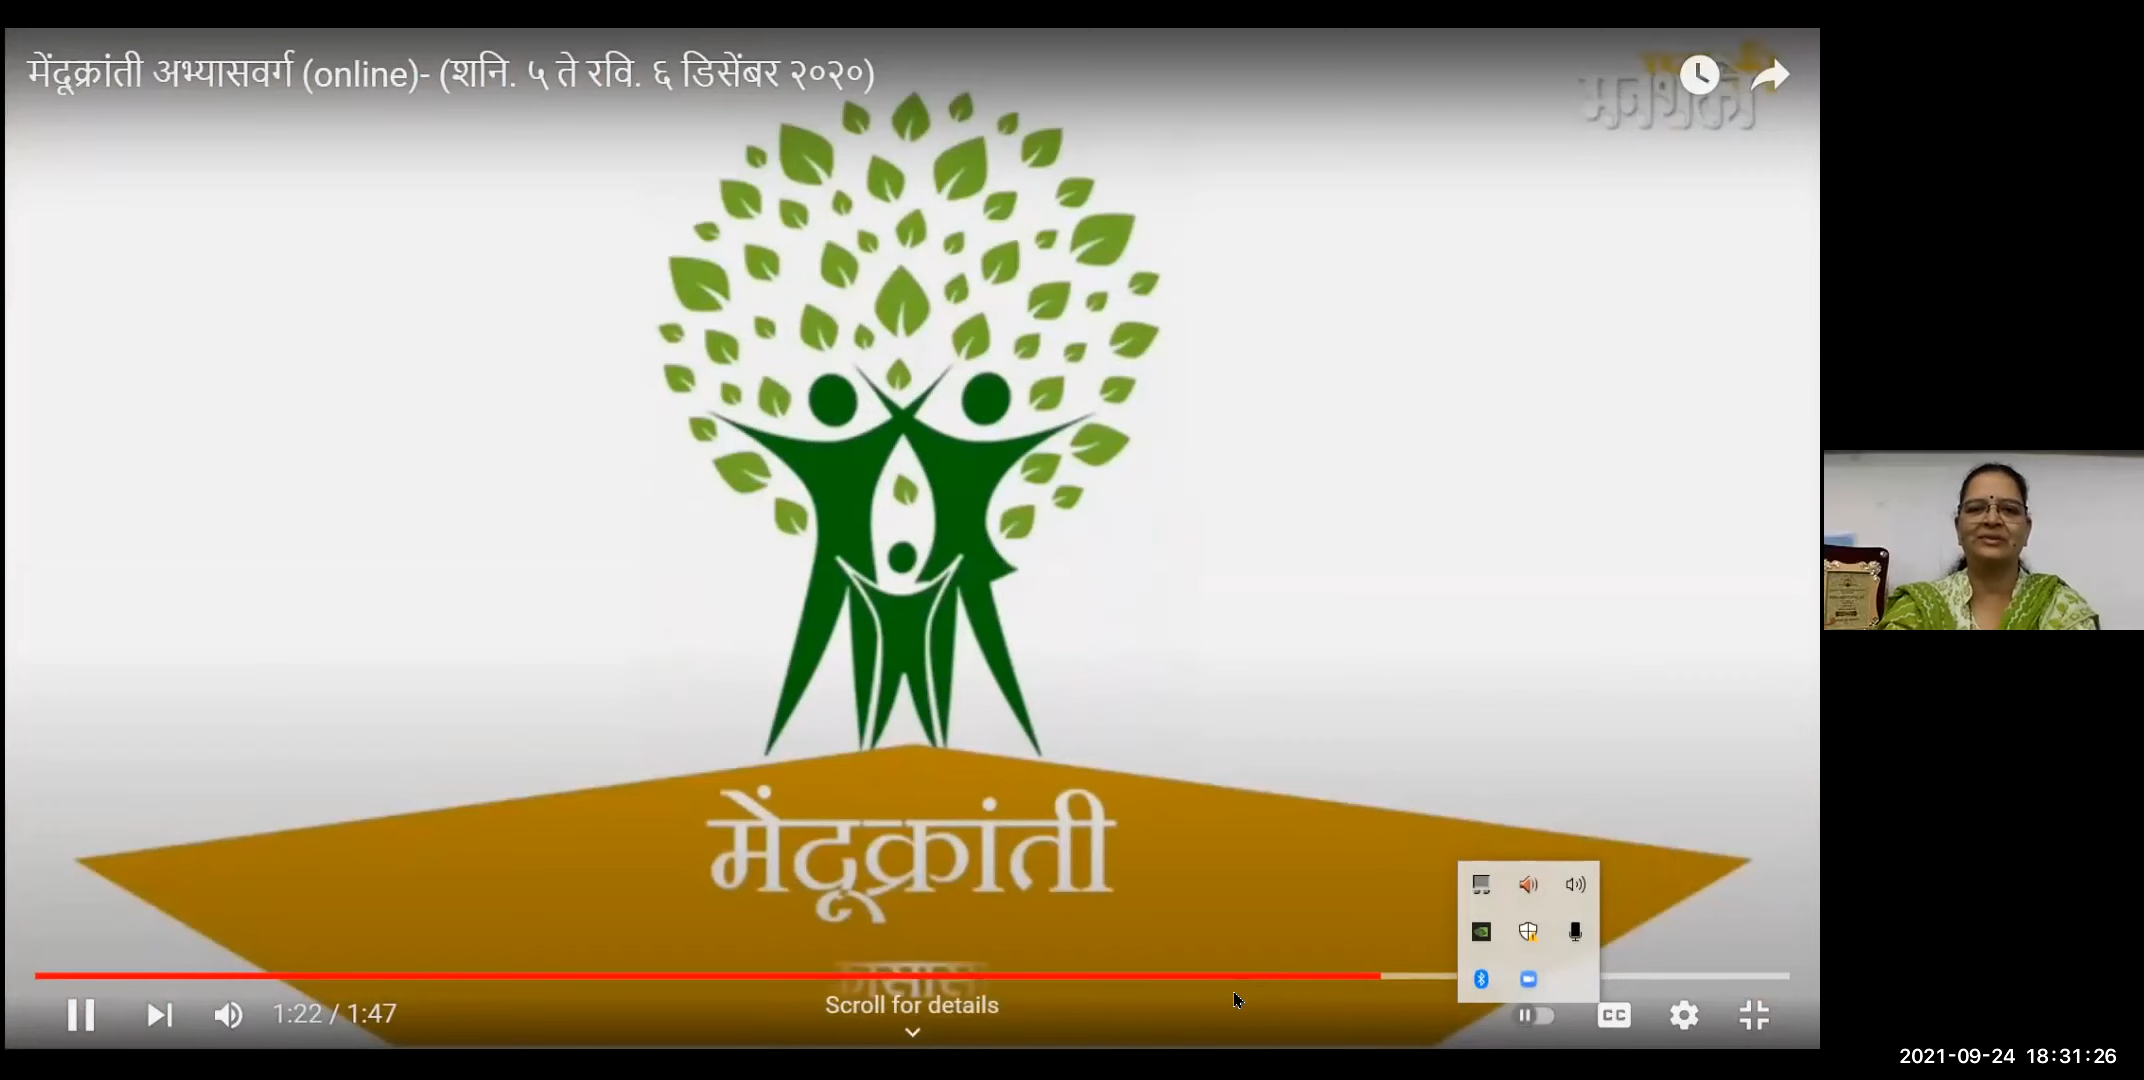 मेंदूक्रांती अभ्यासवर्ग (online)- (शनि. ५ ते रवि. ६ डिसेंबर २०२०)
मेंदूक्रांती
Scroll for details
1:22 / 1:47
CC
2021-09-24 18:31:26